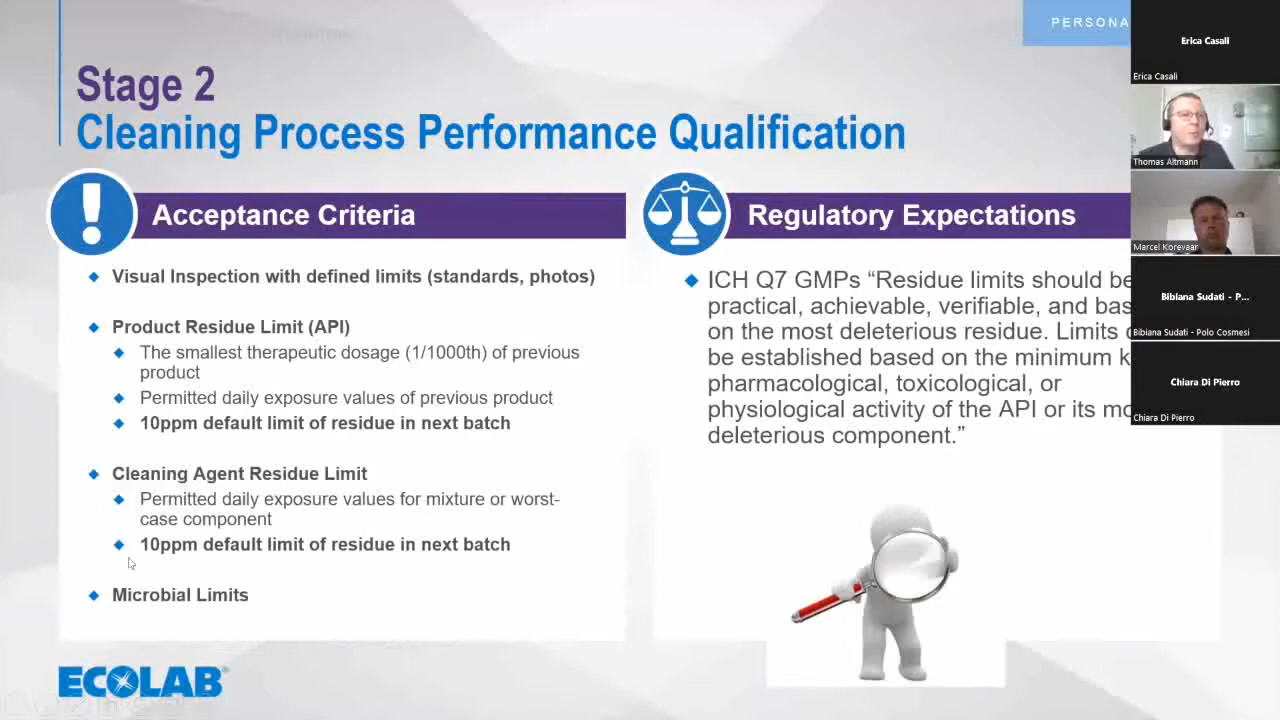 PERSONA
Stage 2
Cleaning Process Performance Qualification
Acceptance Criteria
Visual Inspection with defined limits (standards, photos)
Product Residue Limit (API)
The smallest therapeutic dosage (1/1000th) of previous
product
Permitted daily exposure values of previous product
10ppm default limit of residue in next batch
Cleaning Agent Residue Limit
Permitted daily exposure values for mixture or worst-
case component
10ppm default limit of residue in next batch
Microbial Limits
Regulatory Expectations
ICH Q7 GMPs “Residue limits should be
practical, achievable, verifiable, and bas
on the most deleterious residue. Limits
be established based on the minimum k
pharmacological, toxicological, or
physiological activity of the API or its mo
deleterious component.”
ECOLAB®
Erica Casali
Erica Casali
Thomas Altmann
Marcel Korevaar
Bibiana Sudati - P...
Bibiana Sudati - Polo Cosmesi
Chiara Di Pierro
Chiara Di Pierro